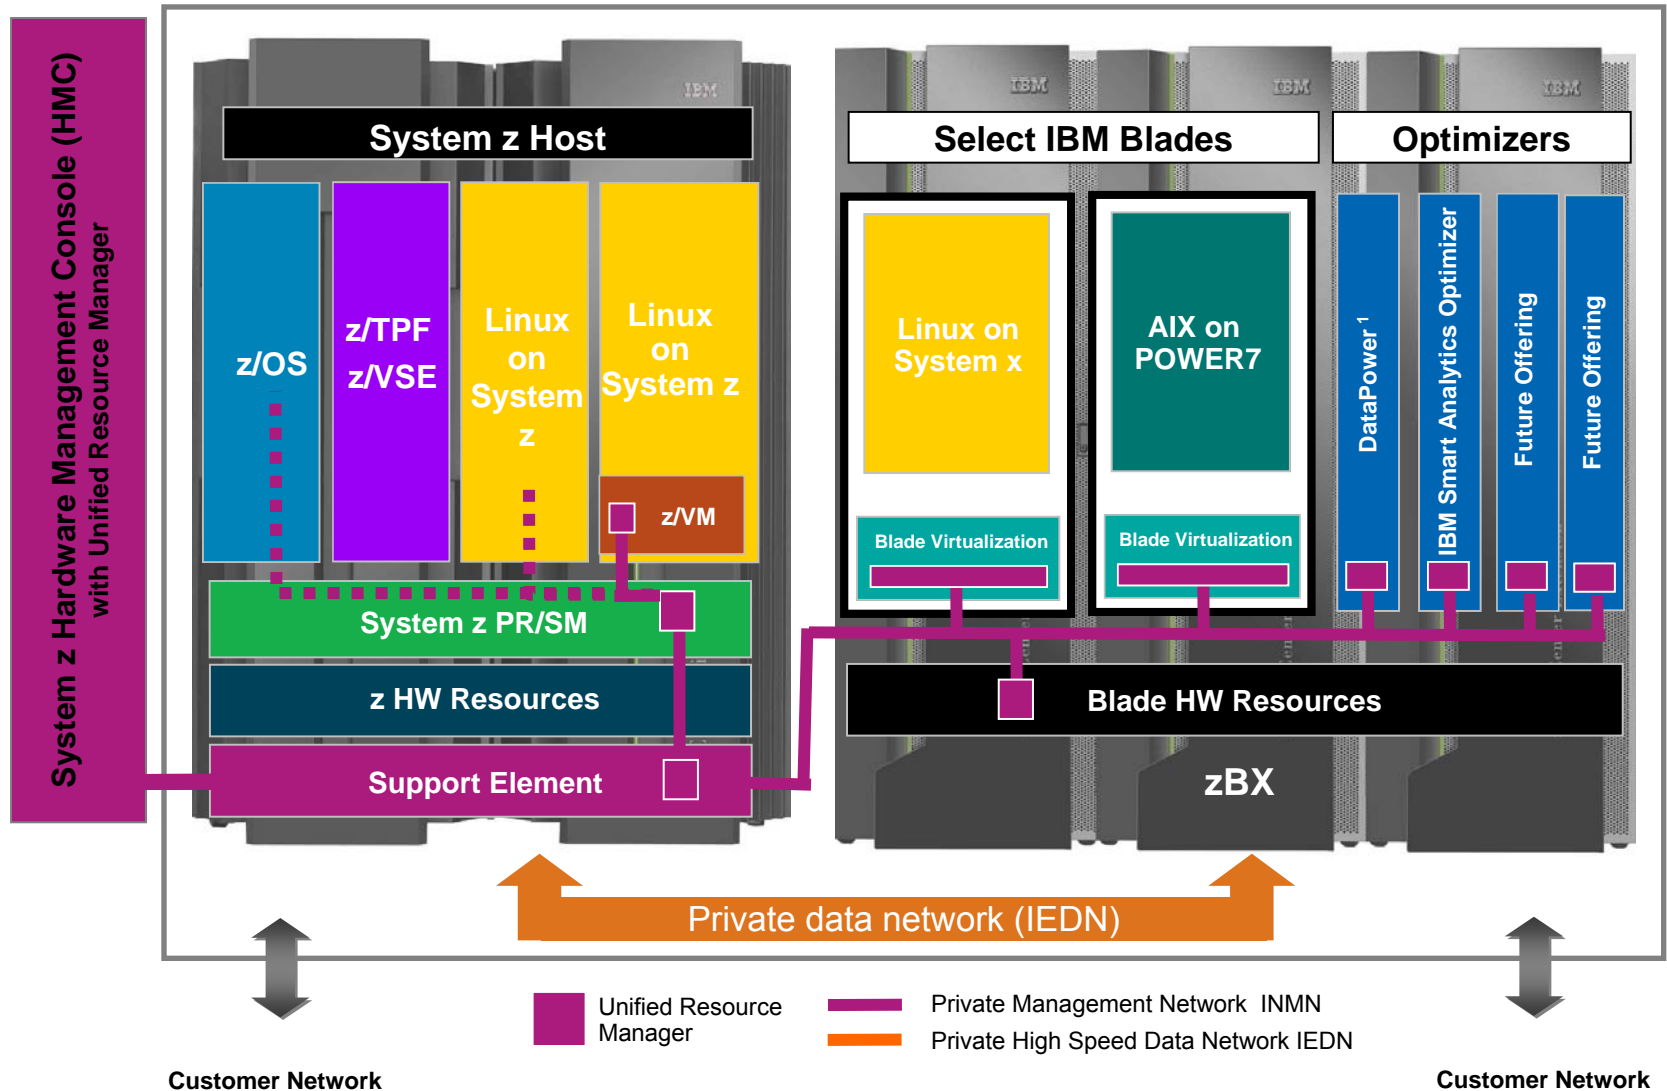 System z Hardware Management Console (HMC)
with Unified Resource Manager
IBM
IBM
IBM
IBM
System z Host
Select IBM Blades
Optimizers
z/OS
z/TPF
z/VSE
Linux
on
System
z
Linux
on
System z
z/VM
Linux on
System x
AIX on
POWER7
Blade Virtualization
Blade Virtualization
DataPower 1
IBM Smart Analytics Optimizer
Future Offering
Future Offering
System z PR/SM
z HW Resources
Support Element
Blade HW Resources
zBX
Private data network (IEDN)
Unified Resource
Manager
Private Management Network INMN
Private High Speed Data Network IEDN
Customer Network
Customer Network